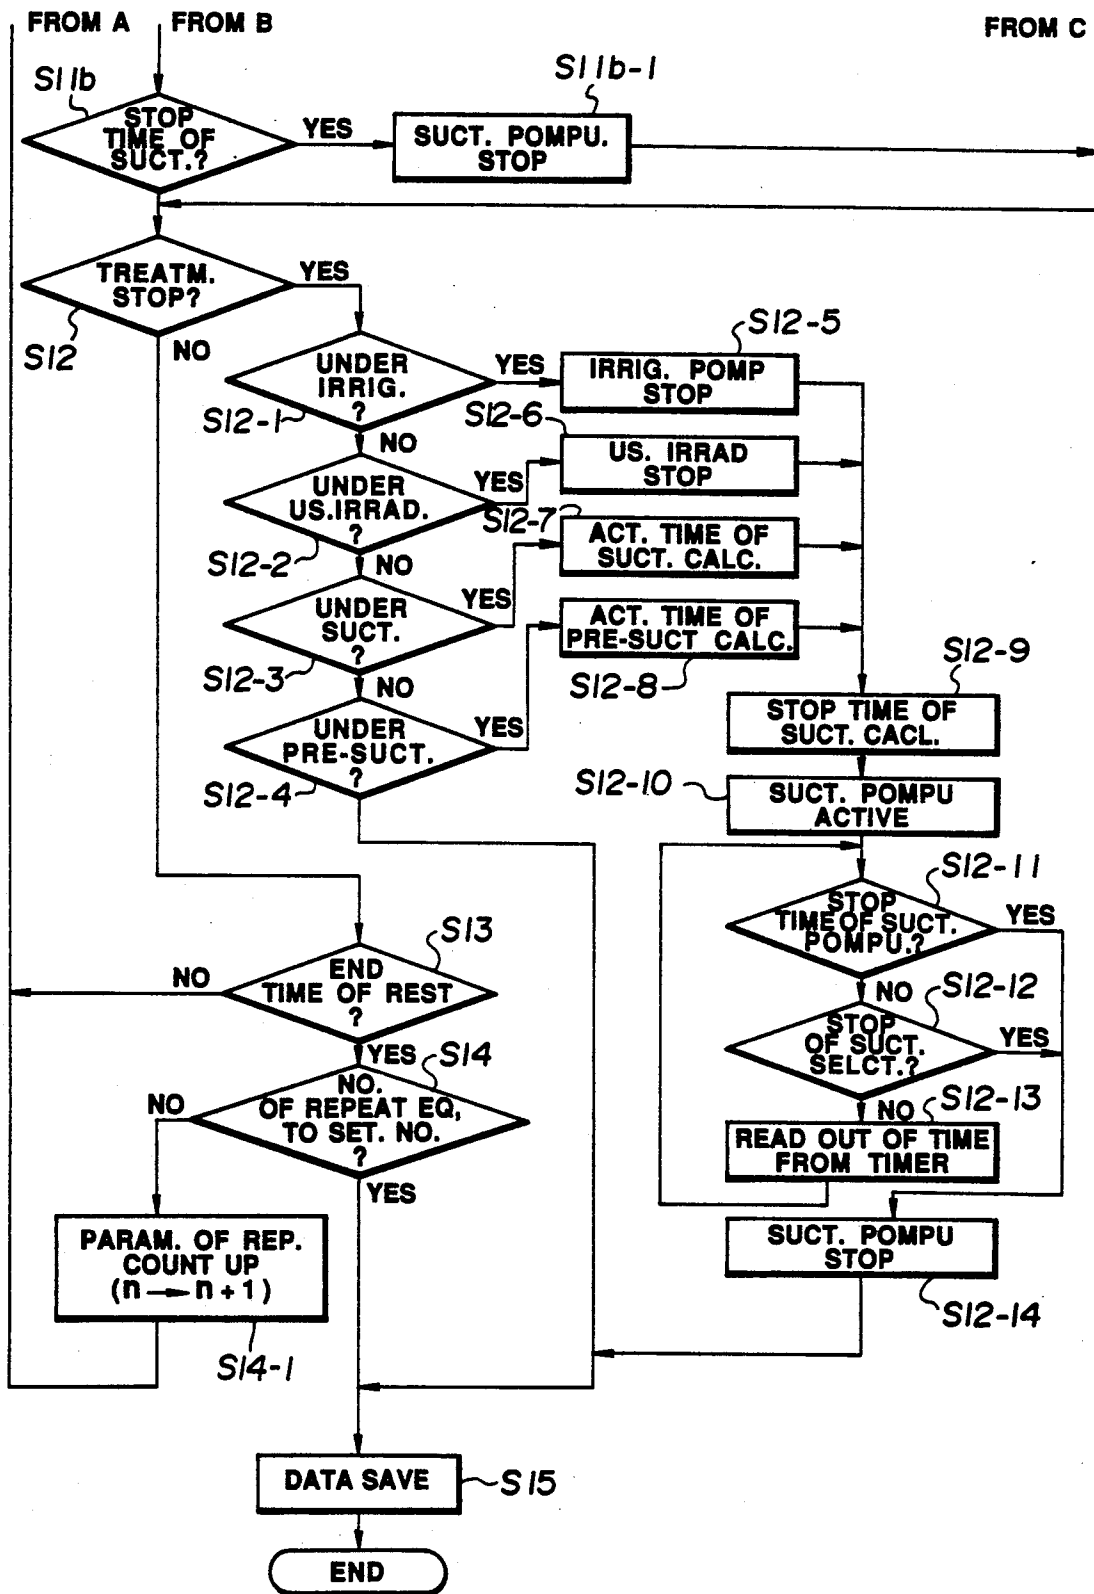 FROM A
FROM B
FROM C
S11b
STOP
TIME OF
SUCT.?
YES
S11b-1
SUCT. POMPU.
STOP
TREATM.
STOP?
YES
S12
NO
UNDER
IRRIG.
?
YES
S12-1
NO
S12-5
IRRIG. POMP
STOP
S12-6
US. IRRAD
STOP
UNDER
US.IRRAD.
?
YES
S12-2
NO
S12-7
ACT. TIME OF
SUCT. CALC.
UNDER
SUCT.
?
YES
S12-3
NO
ACT. TIME OF
PRE-SUCT CALC.
S12-8
UNDER
PRE-SUCT.
?
YES
S12-4
S12-9
STOP TIME OF
SUCT. CACL.
S12-10
SUCT. POMPU
ACTIVE
S12-11
STOP
TIME OF SUCT.
POMPU.?
YES
NO
S12-12
STOP
OF SUCT.
SELCT.?
YES
NO
S12-13
READ OUT OF TIME
FROM TIMER
SUCT. POMPU
STOP
S12-14
S13
END
TIME OF REST
?
NO
YES
S14
NO.
OF REPEAT EQ,
TO SET. NO.
?
NO
YES
PARAM. OF REP.
COUNT UP
(n → n+1)
S14-1
DATA SAVE
S15
END